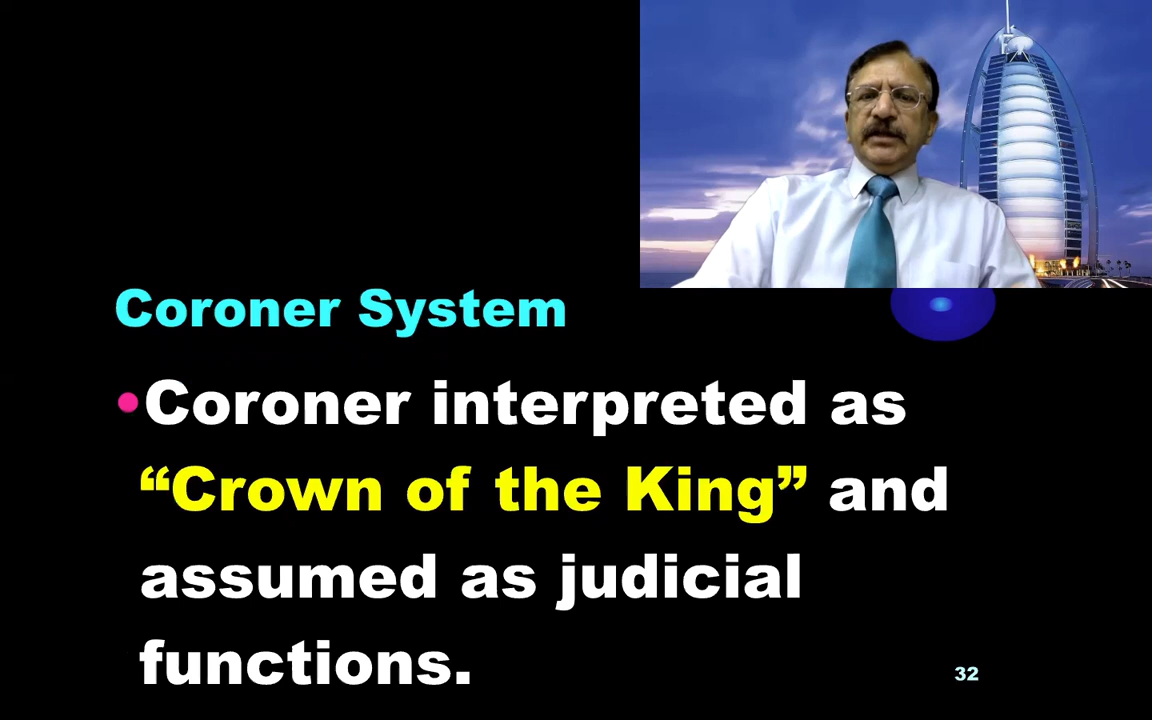 Coroner System
•Coroner interpreted as
“Crown of the King” and
assumed as judicial
functions.
32